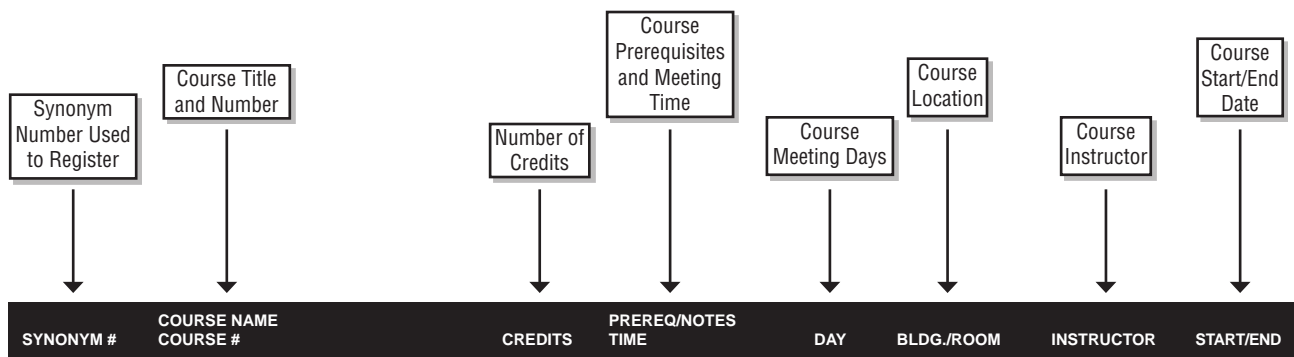 Synonym
Number Used
to Register
Course Title
and Number
Number of
Credits
Course
Prerequisites
and Meeting
Time
Course
Meeting Days
Course
Location
Course
Instructor
Course
Start/End
Date
SYNONYM #
COURSE NAME
COURSE #
CREDITS
PREREQ/NOTES
TIME
DAY
BLDG./ROOM
INSTRUCTOR
START/END